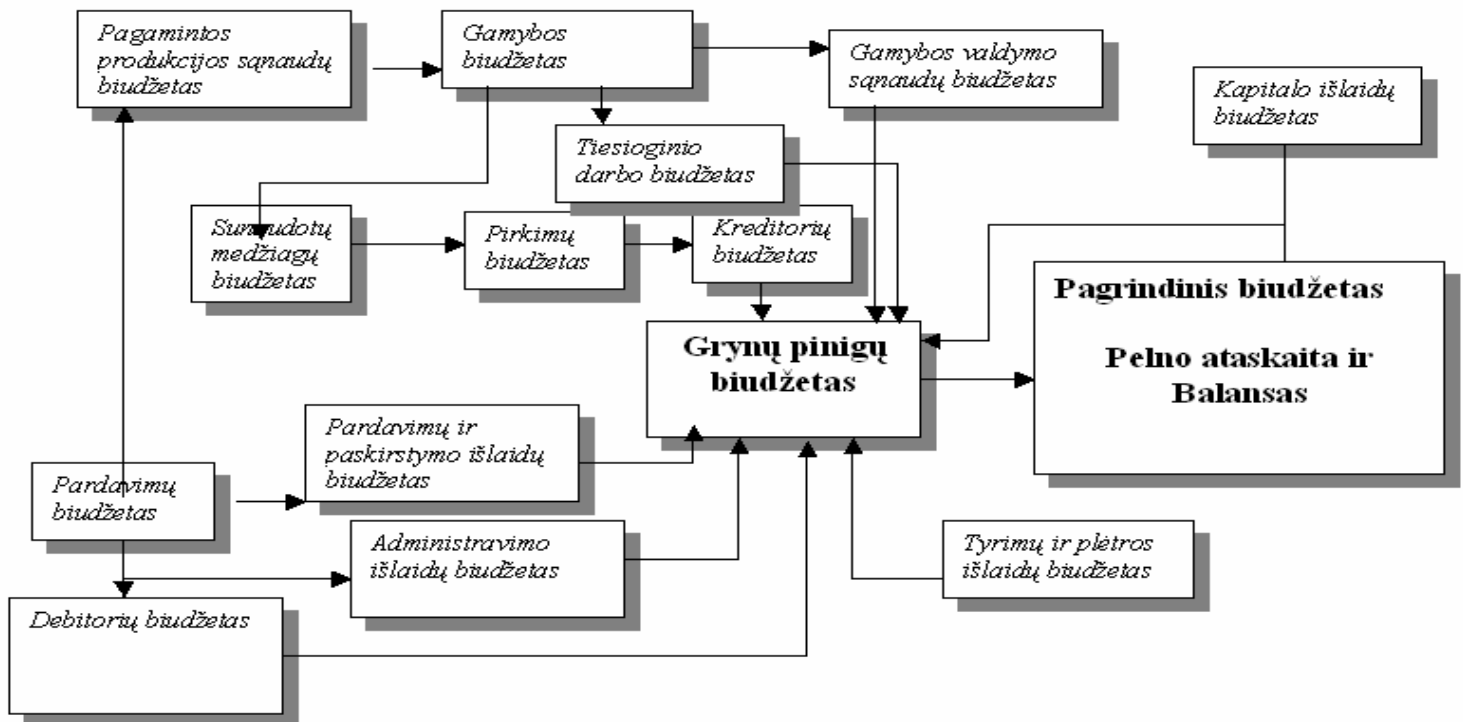 Pagamintos
produkcijos sąnaudų
biudžetas
Gamybos
biudžetas
Gamybos valdymo
sąnaudų biudžetas
Kapitalo išlaidų
biudžetas
Tiesioginio
darbo biudžetas
Sunaudotų
medžiagų
biudžetas
Pirkimų
biudžetas
Kreditorių
biudžetas
Pagrindinis biudžetas
Pelno ataskaita ir
Balansas
Grynų pinigų
biudžetas
Pardavimų ir
paskirstymo išlaidų
biudžetas
Pardavimų
biudžetas
Administravimo
išlaidų biudžetas
Tyrimų ir plėtros
išlaidų biudžetas
Debitorių biudžetas